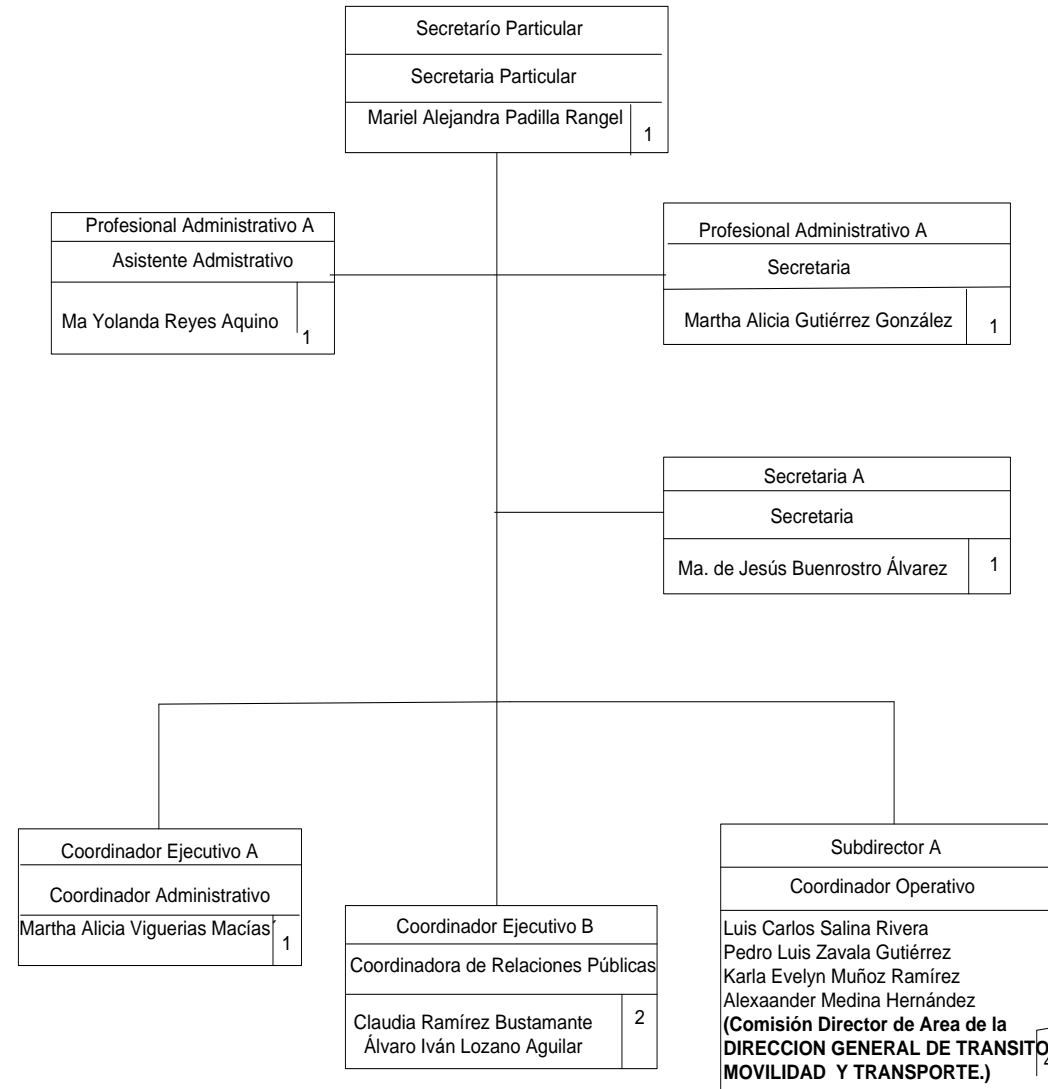 Secretarío Particular
Secretaria Particular
Mariel Alejandra Padilla Rangel
1
Profesional Administrativo A
Asistente Admistrativo
Ma Yolanda Reyes Aquino
1
Profesional Administrativo A
Secretaria
Martha Alicia Gutiérrez González
1
Secretaria A
Secretaria
Ma. de Jesús Buenrostro Álvarez
1
Coordinador Ejecutivo A
Coordinador Administrativo
Martha Alicia Viguerias Macías´
1
Coordinador Ejecutivo B
Coordinadora de Relaciones Públicas
Claudia Ramírez Bustamante
Álvaro Iván Lozano Aguilar
2
Subdirector A
Coordinador Operativo
Luis Carlos Salina Rivera
Pedro Luis Zavala Gutiérrez
Karla Evelyn Muñoz Ramírez
Alexaander Medina Hernández
(Comisión Director de Area de la
DIRECCION GENERAL DE TRANSITO
MOVILIDAD Y TRANSPORTE.)
4